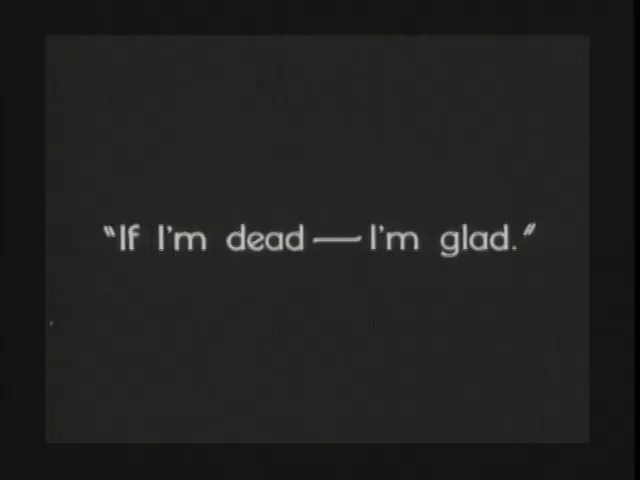 "If I'm dead — I'm glad."